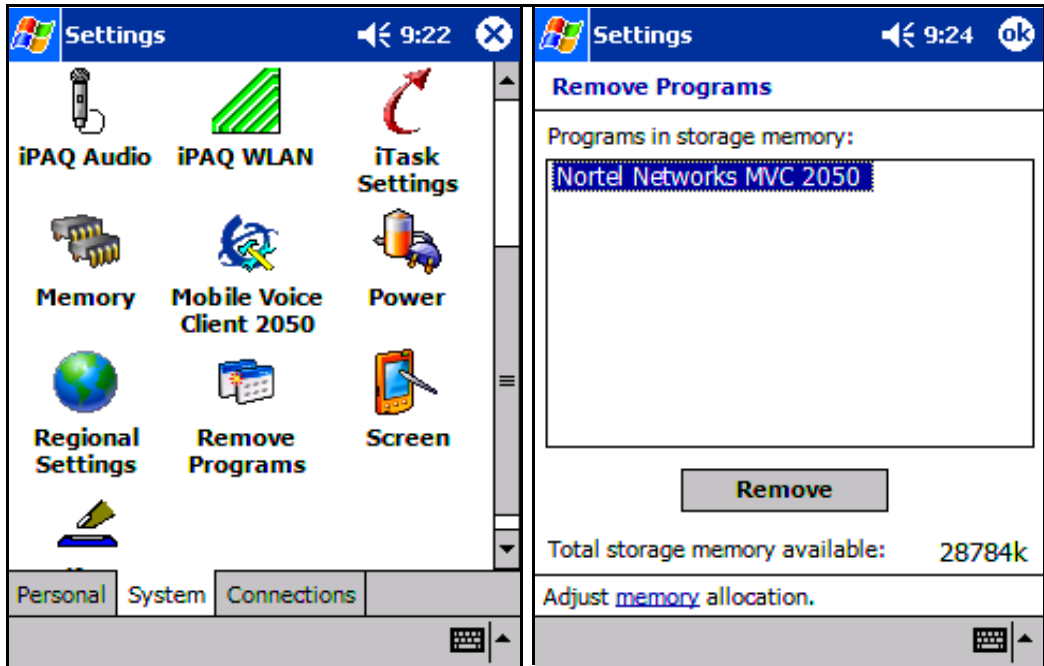 Settings 9:22
iPAQ Audio iPAQ WLAN iTask
Settings
Memory Mobile Voice Power
Client 2050
Regional Remove Screen
Settings Programs
Personal System Connections
Settings 9:24 ok
Remove Programs
Programs in storage memory:
Nortel Networks MVC 2050
Remove
Total storage memory available: 28784k
Adjust memory allocation.